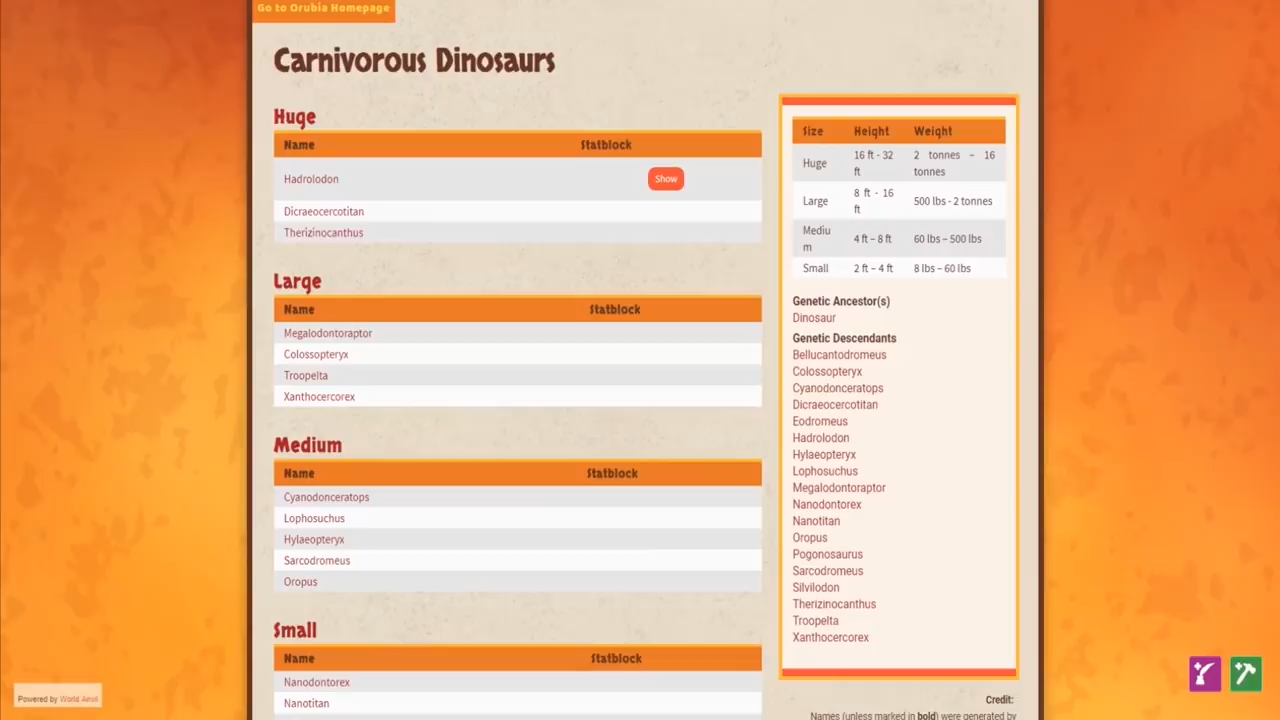 Go to Orubia Homepage
Carnivorous Dinosaurs
Huge
Name Statblock
Hadrolodon Show
Dicraeocercotitan
Therizinocanthus
Large
Name Statblock
Megalodontoraptor
Colossopteryx
Troopelta
Xanthocercorex
Medium
Name Statblock
Cyanodonceratops
Lophosuchus
Hylaeopteryx
Sarcodromeus
Oropus
Small
Name Statblock
Nanodontorex
Nanotitan
Size Height Weight
Huge 16 ft - 32 ft 2 tonnes – 16 tonnes
Large 8 ft - 16 ft 500 lbs - 2 tonnes
Medium 4 ft – 8 ft 60 lbs – 500 lbs
Small 2 ft – 4 ft 8 lbs – 60 lbs
Genetic Ancestor(s)
Dinosaur
Genetic Descendants
Bellucantodromeus
Colossopteryx
Cyanodonceratops
Dicraeocercotitan
Eodromeus
Hadrolodon
Hylaeopteryx
Lophosuchus
Megalodontoraptor
Nanodontorex
Nanotitan
Oropus
Pogonosaurus
Sarcodromeus
Silvilodon
Therizinocanthus
Troopelta
Xanthocercorex
Credit:
Names (unless marked in bold) were generated by
Powered by World Anvil